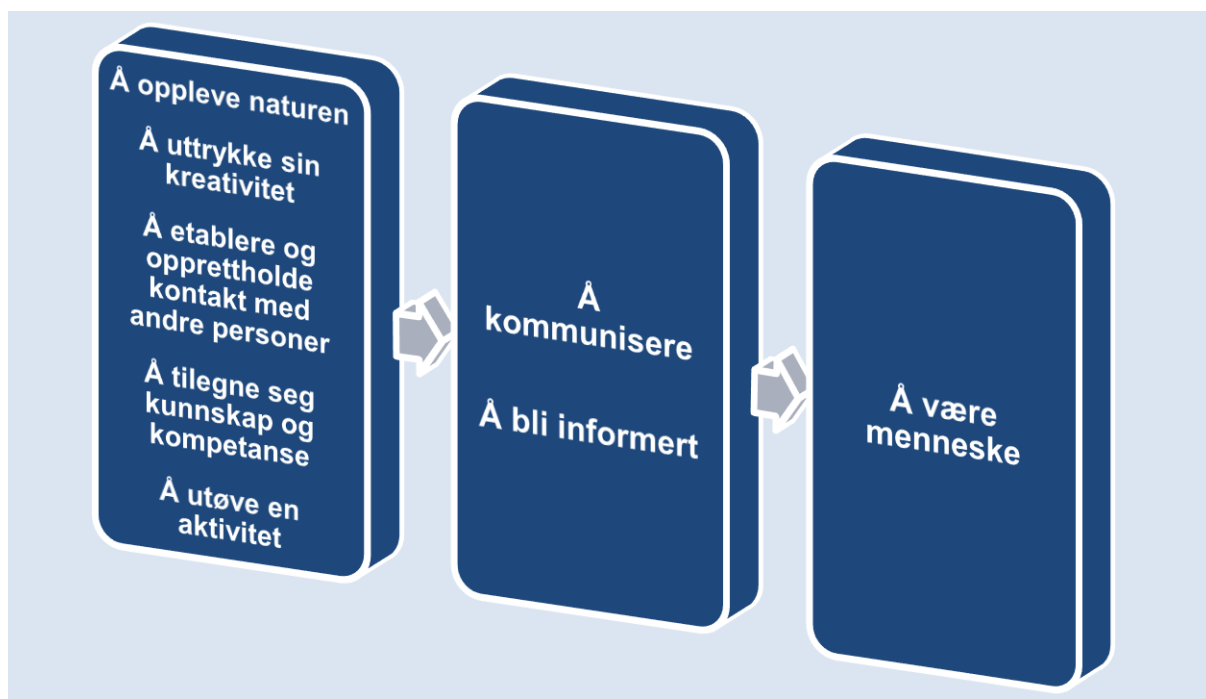 Å oppleve naturen
Å uttrykke sin
kreativitet
Å etablere og
opprettholde
kontakt med
andre personer
Å tilegne seg
kunnskap og
kompetanse
Å utøve en
aktivitet
Å
kommunisere
Å bli informert
Å være
menneske